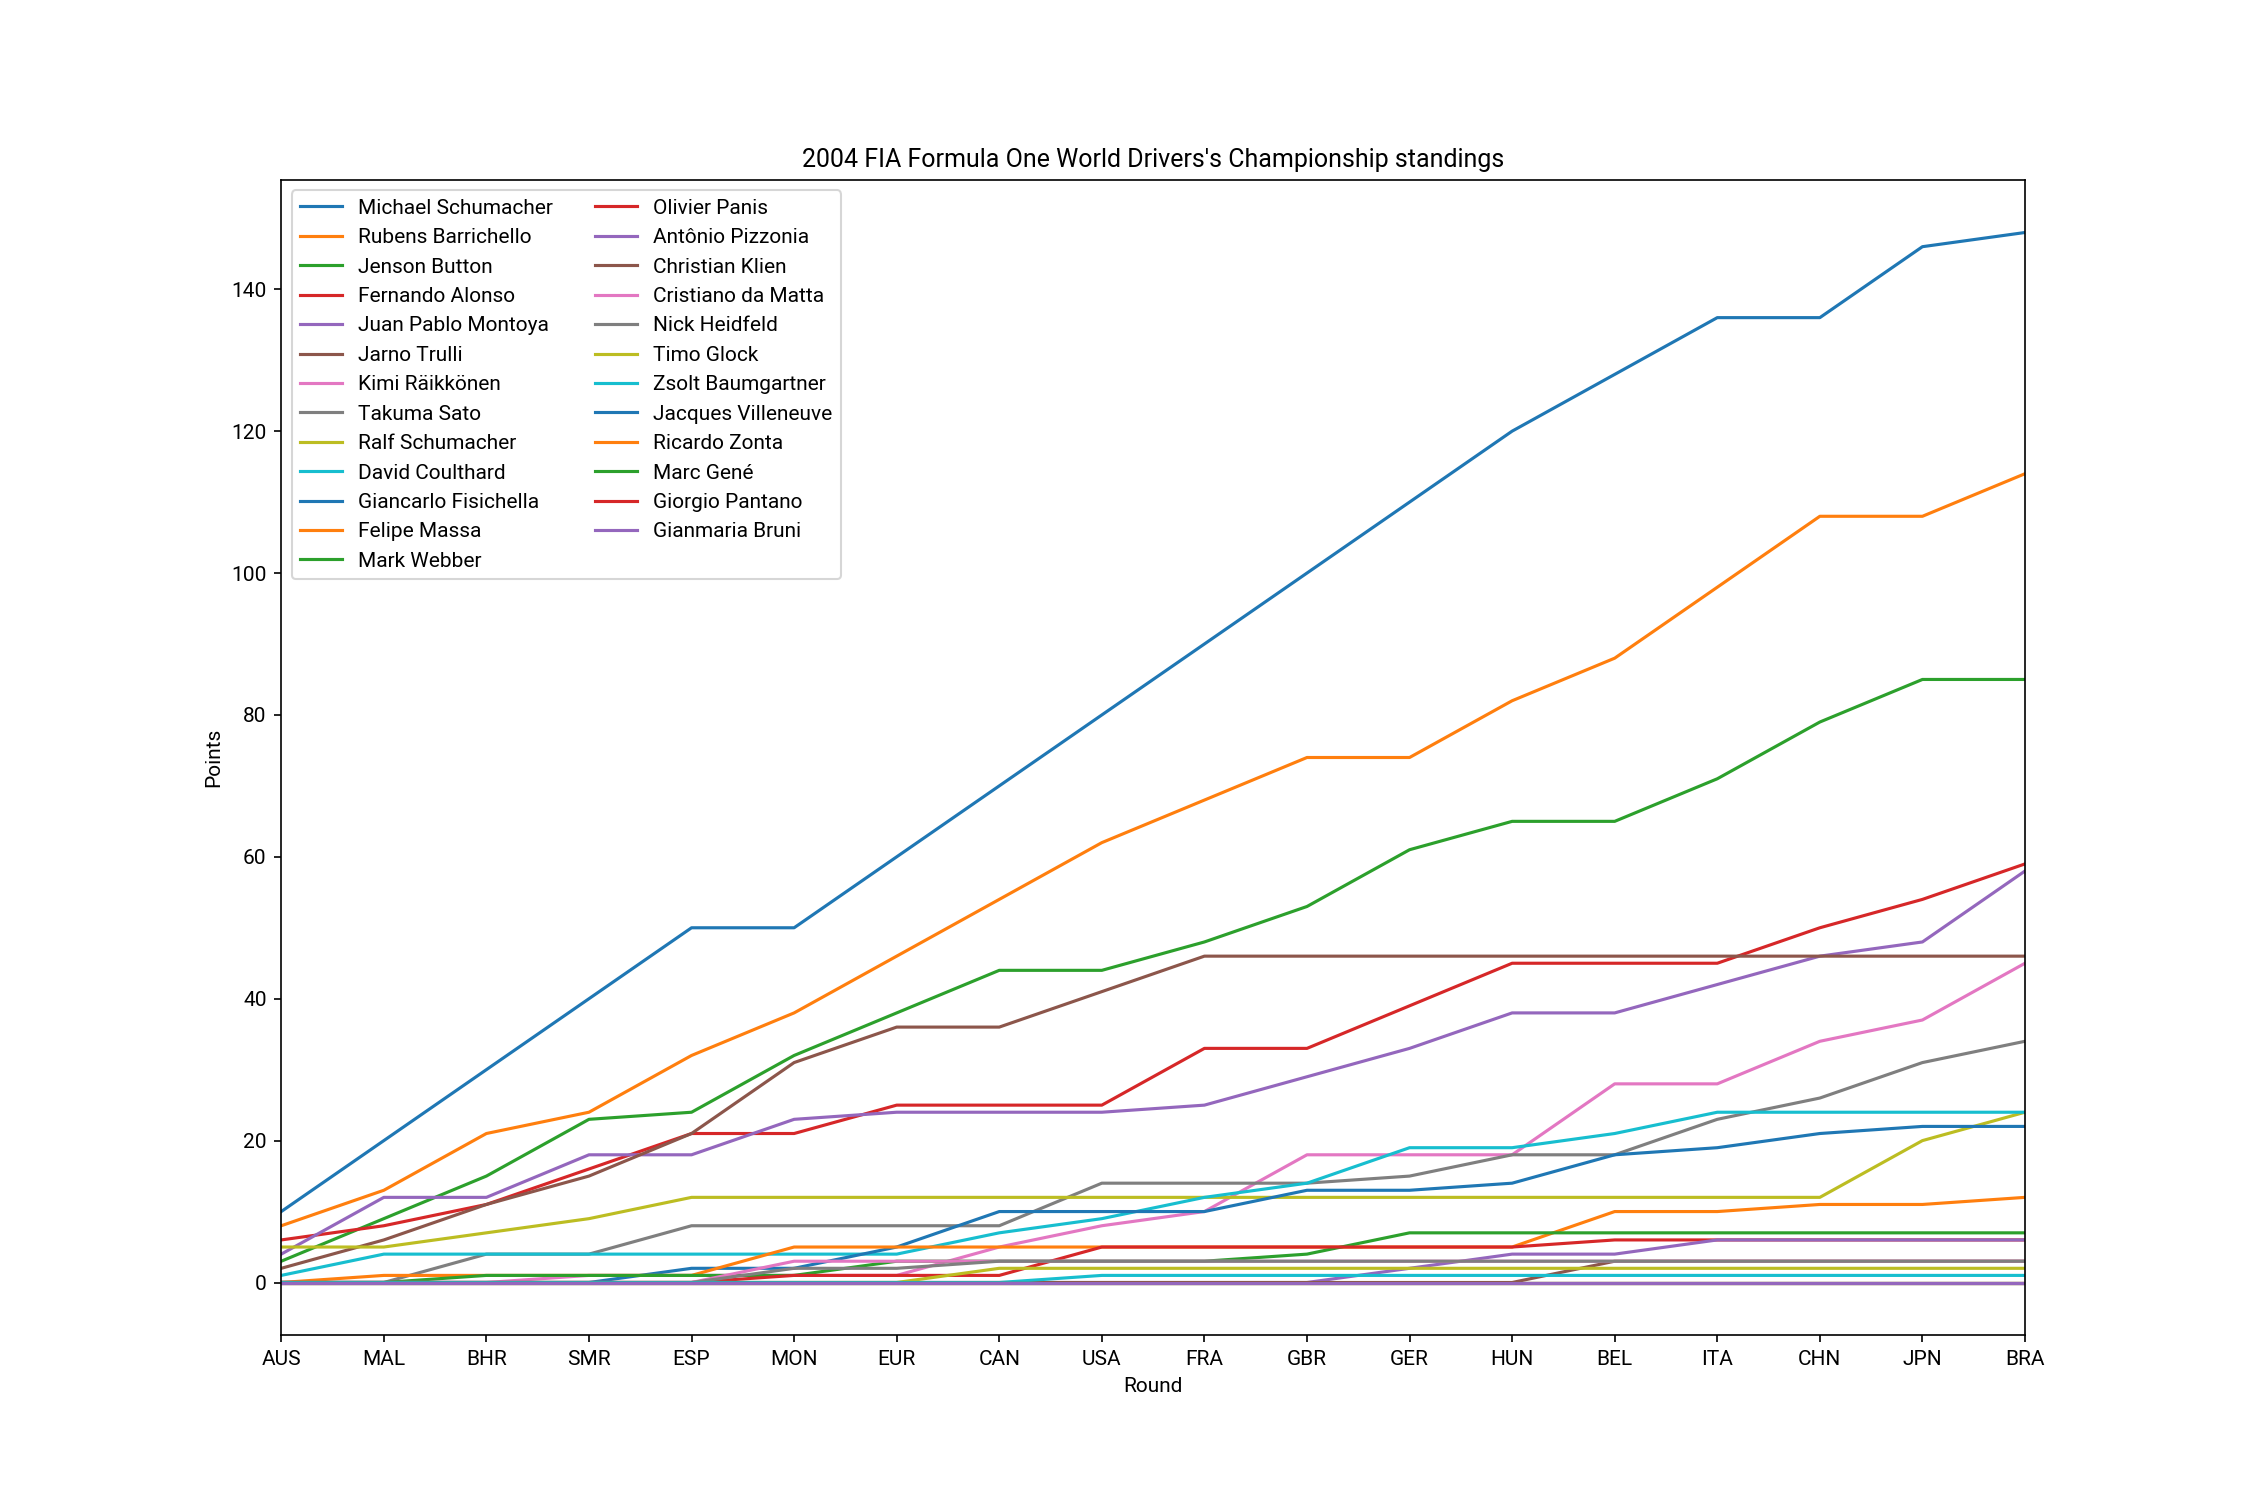 2004 FIA Formula One World Drivers's Championship standings
Michael Schumacher
Rubens Barrichello
Jenson Button
Fernando Alonso
Juan Pablo Montoya
Jarno Trulli
Kimi Räikkönen
Takuma Sato
Ralf Schumacher
David Coulthard
Giancarlo Fisichella
Felipe Massa
Mark Webber
Olivier Panis
Antônio Pizzonia
Christian Klien
Cristiano da Matta
Nick Heidfeld
Timo Glock
Zsolt Baumgartner
Jacques Villeneuve
Ricardo Zonta
Marc Gené
Giorgio Pantano
Gianmaria Bruni
140
120
100
80
60
40
20
0
Points
AUS MAL BHR SMR ESP MON EUR CAN USA FRA GBR GER HUN BEL ITA CHN JPN BRA
Round